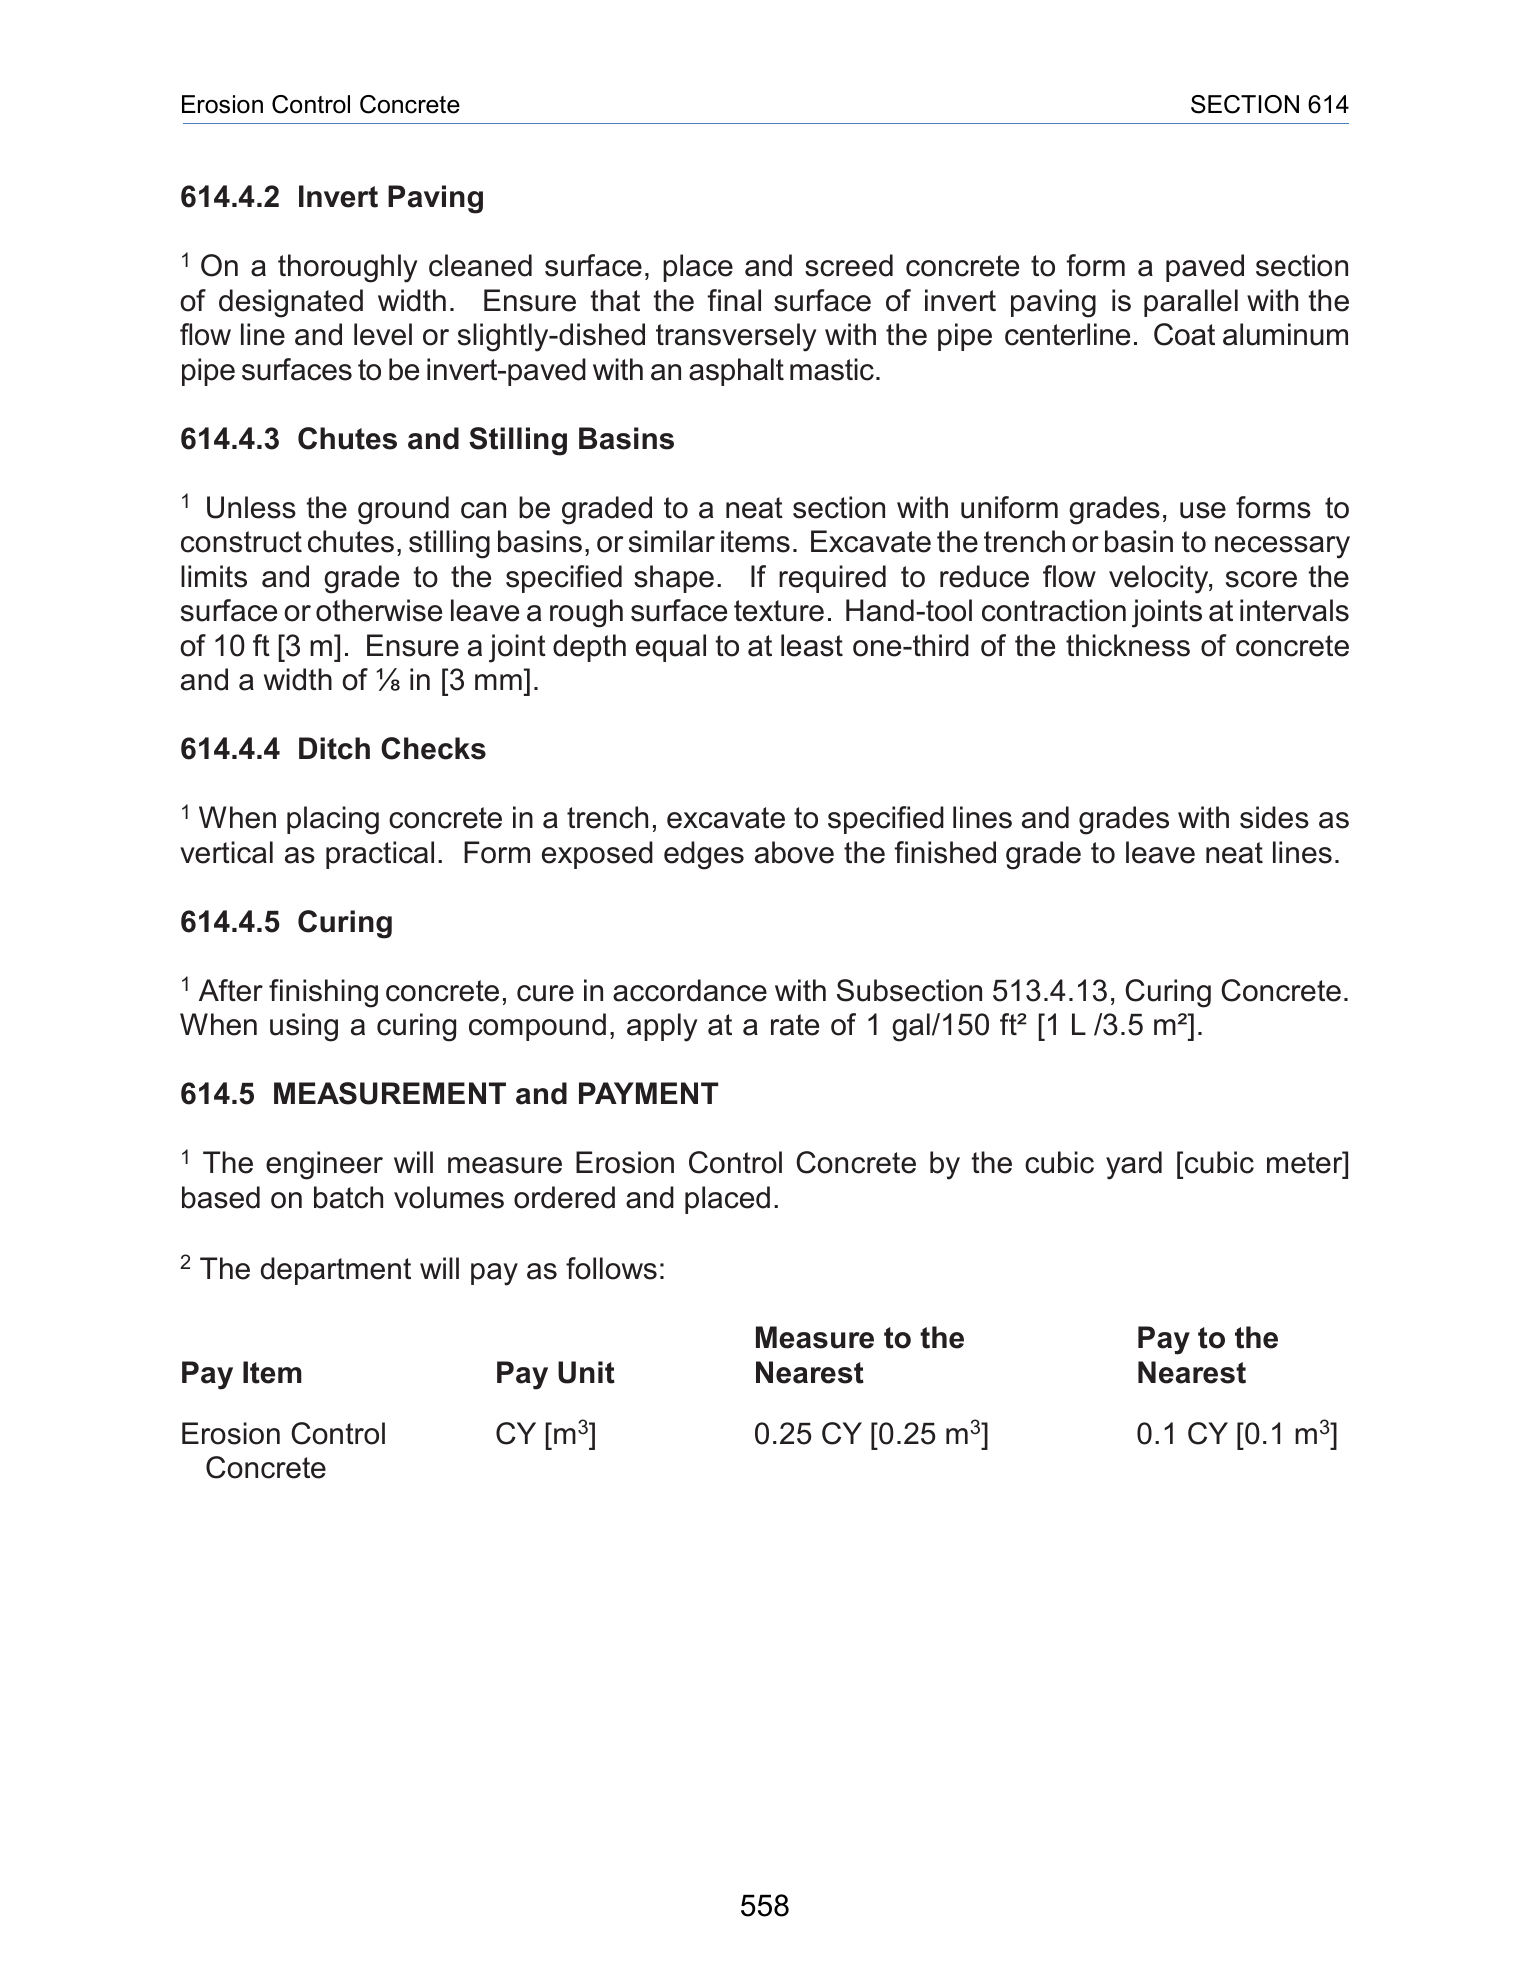 Erosion Control Concrete SECTION 614
614.4.2 Invert Paving
¹ On a thoroughly cleaned surface, place and screed concrete to form a paved section
of designated width. Ensure that the final surface of invert paving is parallel with the
flow line and level or slightly-dished transversely with the pipe centerline. Coat aluminum
pipe surfaces to be invert-paved with an asphalt mastic.
614.4.3 Chutes and Stilling Basins
¹ Unless the ground can be graded to a neat section with uniform grades, use forms to
construct chutes, stilling basins, or similar items. Excavate the trench or basin to necessary
limits and grade to the specified shape. If required to reduce flow velocity, score the
surface or otherwise leave a rough surface texture. Hand-tool contraction joints at intervals
of 10 ft [3 m]. Ensure a joint depth equal to at least one-third of the thickness of concrete
and a width of ⅛ in [3 mm].
614.4.4 Ditch Checks
¹ When placing concrete in a trench, excavate to specified lines and grades with sides as
vertical as practical. Form exposed edges above the finished grade to leave neat lines.
614.4.5 Curing
¹ After finishing concrete, cure in accordance with Subsection 513.4.13, Curing Concrete.
When using a curing compound, apply at a rate of 1 gal/150 ft² [1 L /3.5 m²].
614.5 MEASUREMENT and PAYMENT
¹ The engineer will measure Erosion Control Concrete by the cubic yard [cubic meter]
based on batch volumes ordered and placed.
² The department will pay as follows:
Measure to the Pay to the
Pay Item Pay Unit Nearest Nearest
Erosion Control CY [m³] 0.25 CY [0.25 m³] 0.1 CY [0.1 m³]
Concrete
558